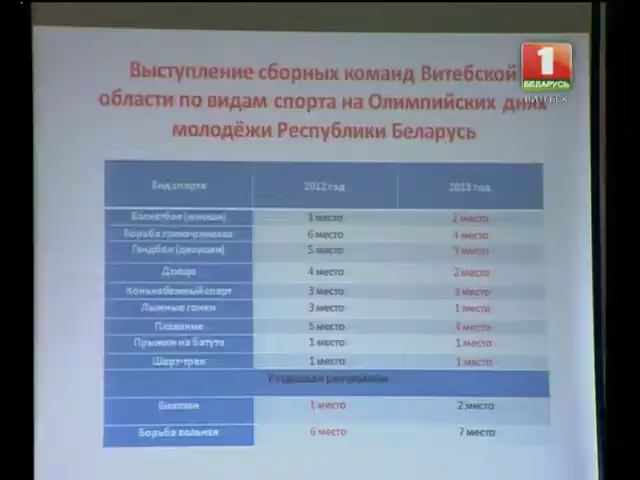 1
БЕЛАРУСЬ
ВИТЕБСК
Выступление сборных команд Витебской
области по видам спорта на Олимпийских днях
молодёжи Республики Беларусь
Вид спорта 2012 год 2013 год
Баскетбол (юноши) 3 место 2 место
Борьба греко-римская 6 место 4 место
Гандбол (девушки) 5 место место
Дзюдо 4 место 2 место
Конькобежный спорт 3 место место
Лыжные гонки 3 место 1 место
Плавание 5 место 4 место
Прыжки на батуте 1 место 1 место
Шорт-трек 1 место 1 место
Ухудшили результаты
Биатлон 1 место 2 место
Борьба вольная 6 место 7 место